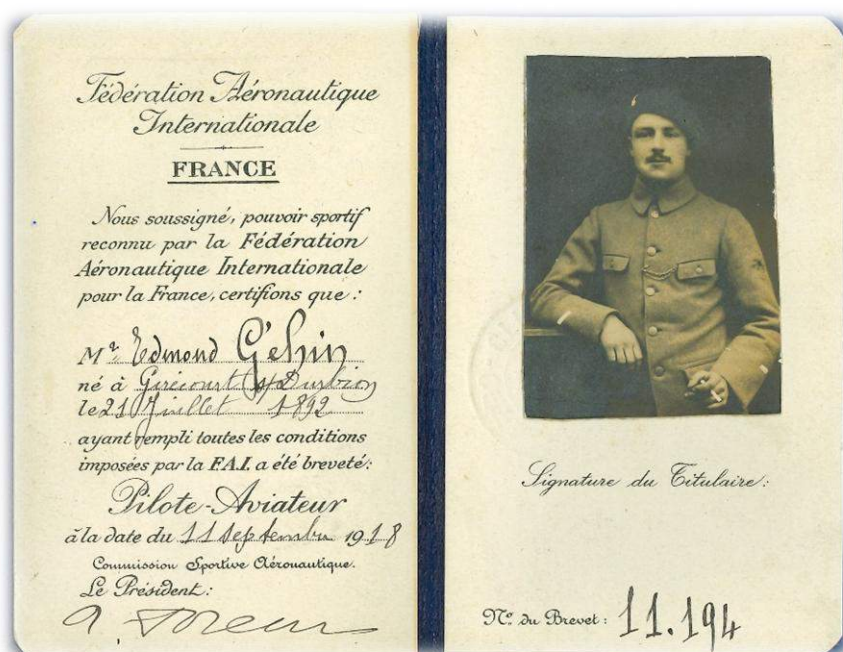 Fédération Aéronautique
Internationale
FRANCE
Nous soussigné, pouvoir sportif
reconnu par la Fédération
Aéronautique Internationale
pour la France, certifions que :
Mr Edmond Géhin
né à Girecourt s/ Durbion
le 21 Juillet 1892
ayant rempli toutes les conditions
imposées par la F.A.I. a été breveté :
Pilote-Aviateur
à la date du 11 Septembre 1918
Commission Sportive Aéronautique.
Le Président :
Signature du Titulaire :
No. du Brevet : 11.194